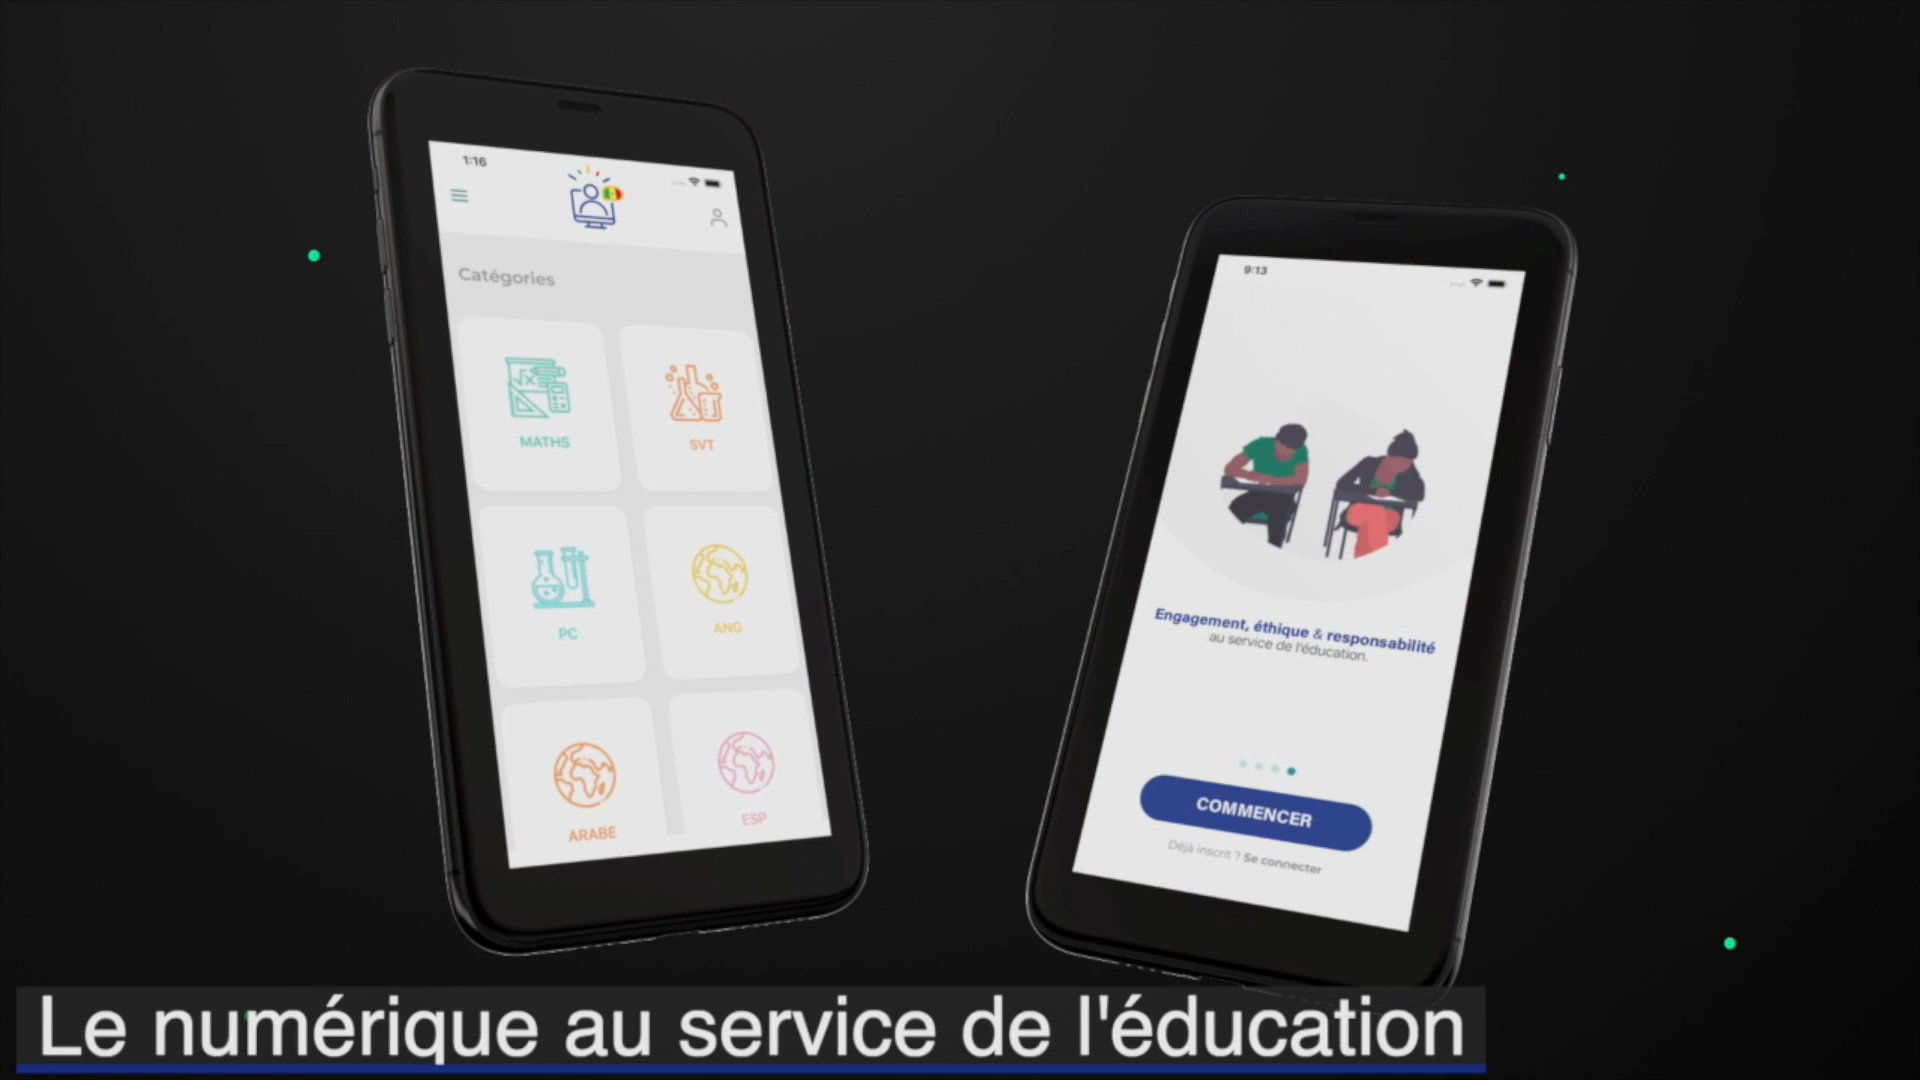 1:16
Catégories
MATHS
SVT
PC
ANG
ARABE
ESP
9:13
Engagement, éthique & responsabilité
au service de l'éducation.
COMMENCER
Déjà inscrit ? Se connecter
Le numérique au service de l'éducation